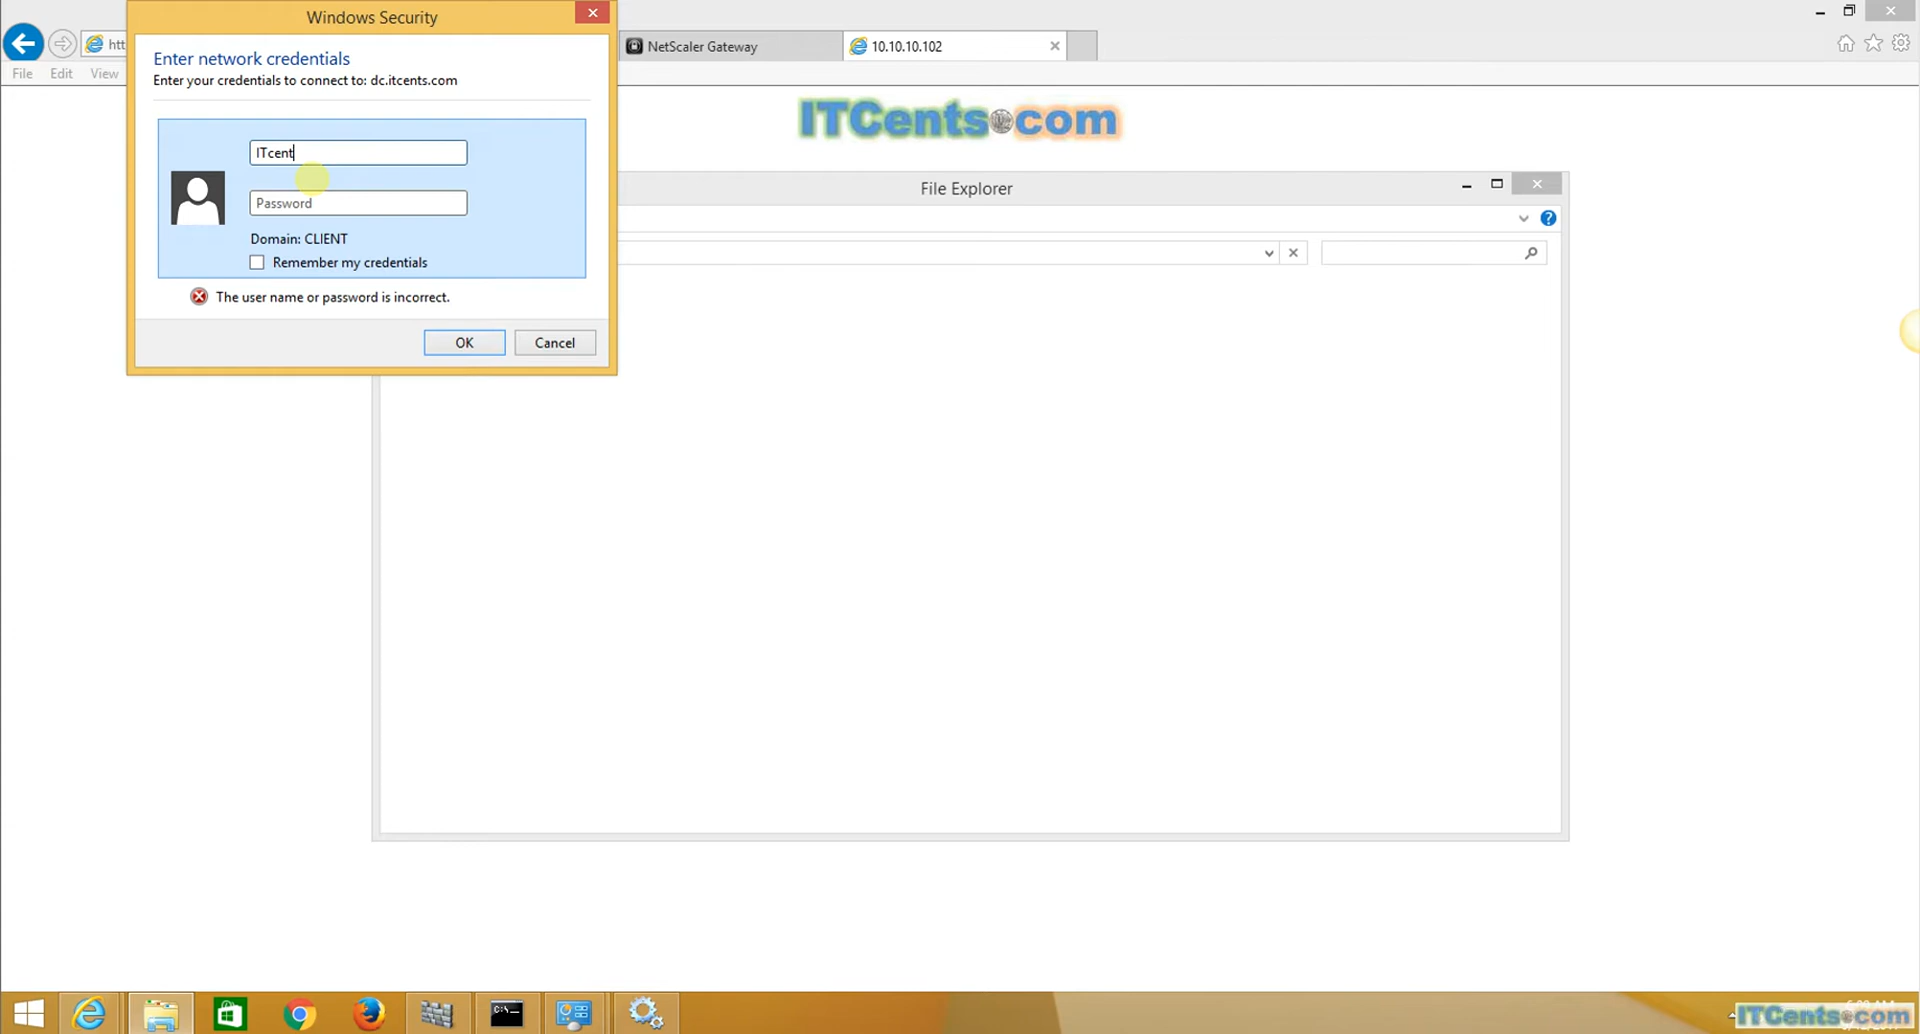 Windows Security
NetScaler Gateway
10.10.10.102
htt
File Edit View
Enter network credentials
Enter your credentials to connect to: dc.itcents.com
ITcent
Password
Domain: CLIENT
Remember my credentials
The user name or password is incorrect.
OK Cancel
ITCents.com
File Explorer
C:\
ITCents.com